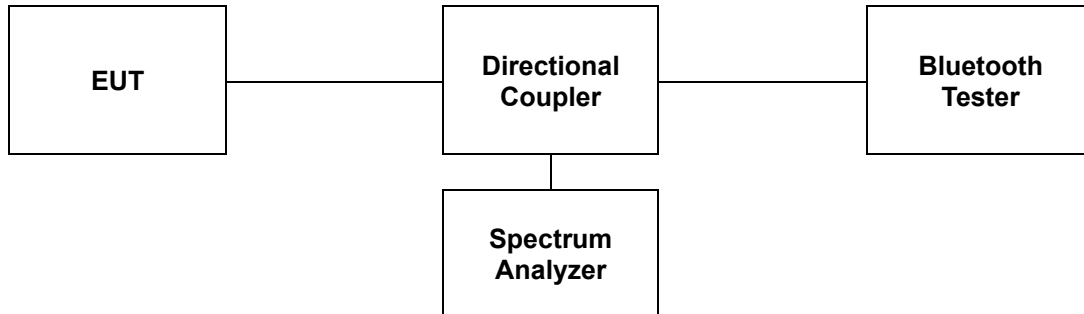 EUT
Directional
Coupler
Bluetooth
Tester
Spectrum
Analyzer